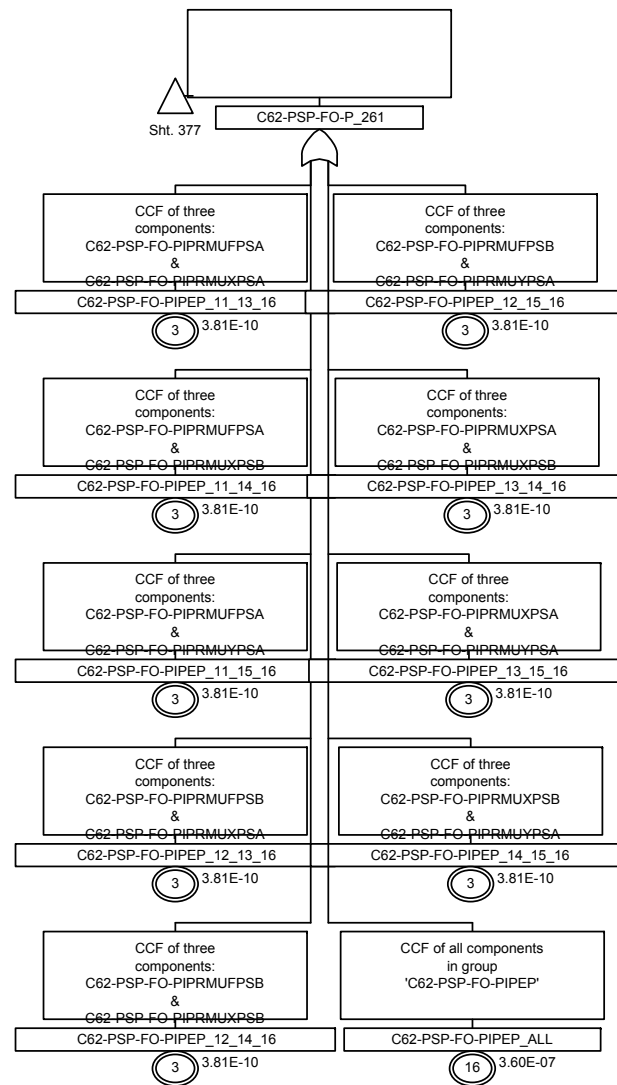 Sht. 377
C62-PSP-FO-P_261
CCF of three
components:
C62-PSP-FO-PIPRMUFPSA
&
C62-PSP-FO-PIPRMUXPSA
C62-PSP-FO-PIPEP_11_13_16
3 3.81E-10
CCF of three
components:
C62-PSP-FO-PIPRMUFPSB
&
C62-PSP-FO-PIPRMUYPSA
C62-PSP-FO-PIPEP_12_15_16
3 3.81E-10
CCF of three
components:
C62-PSP-FO-PIPRMUFPSA
&
C62-PSP-FO-PIPRMUXPSB
C62-PSP-FO-PIPEP_11_14_16
3 3.81E-10
CCF of three
components:
C62-PSP-FO-PIPRMUXPSA
&
C62-PSP-FO-PIPRMUXPSB
C62-PSP-FO-PIPEP_13_14_16
3 3.81E-10
CCF of three
components:
C62-PSP-FO-PIPRMUFPSA
&
C62-PSP-FO-PIPRMUYPSA
C62-PSP-FO-PIPEP_11_15_16
3 3.81E-10
CCF of three
components:
C62-PSP-FO-PIPRMUXPSA
&
C62-PSP-FO-PIPRMUYPSA
C62-PSP-FO-PIPEP_13_15_16
3 3.81E-10
CCF of three
components:
C62-PSP-FO-PIPRMUFPSB
&
C62-PSP-FO-PIPRMUXPSA
C62-PSP-FO-PIPEP_12_13_16
3 3.81E-10
CCF of three
components:
C62-PSP-FO-PIPRMUXPSB
&
C62-PSP-FO-PIPRMUYPSA
C62-PSP-FO-PIPEP_14_15_16
3 3.81E-10
CCF of three
components:
C62-PSP-FO-PIPRMUFPSB
&
C62-PSP-FO-PIPRMUXPSB
C62-PSP-FO-PIPEP_12_14_16
3 3.81E-10
CCF of all components
in group
'C62-PSP-FO-PIPEP'
C62-PSP-FO-PIPEP_ALL
16 3.60E-07